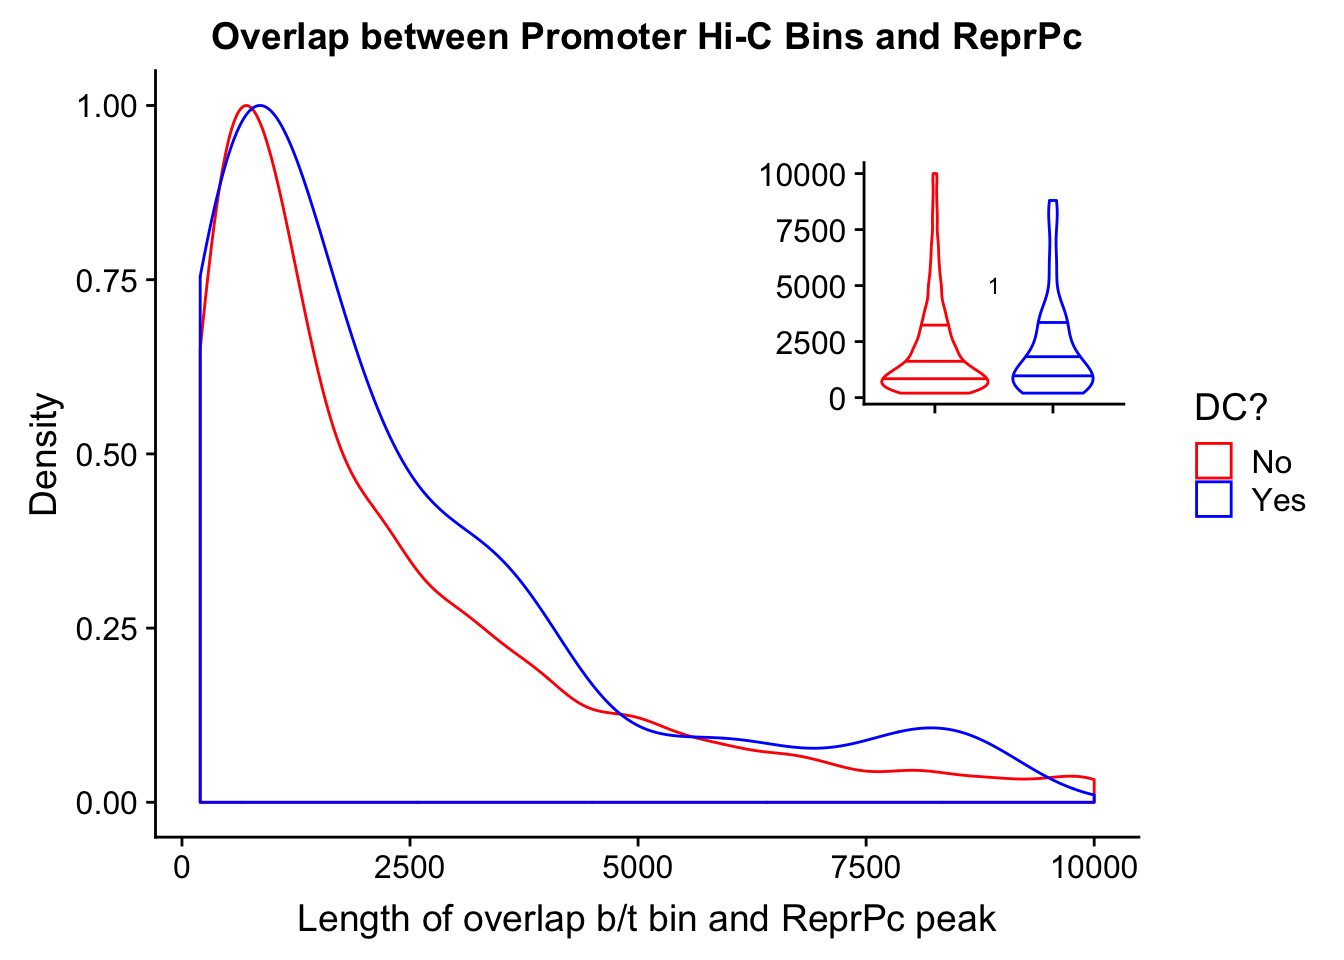 Overlap between Promoter Hi-C Bins and ReprPc
1.00
0.75
0.50
0.25
0.00
Density
10000
7500
5000
2500
0
1
DC?
No
Yes
0 2500 5000 7500 10000
Length of overlap b/t bin and ReprPc peak